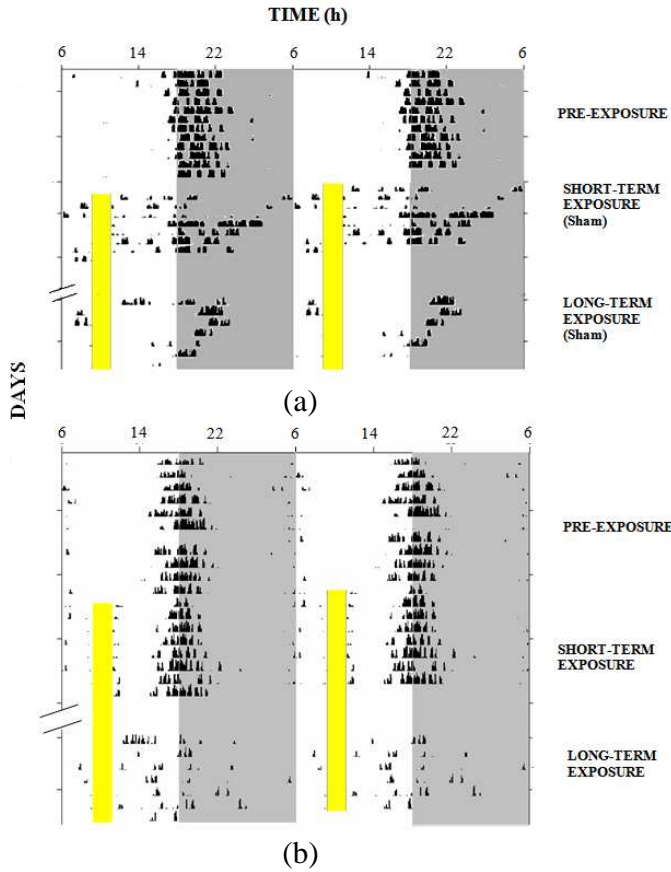 TIME (h)
6 14 22 6 14 22 6
PRE-EXPOSURE
SHORT-TERM
EXPOSURE
(Sham)
LONG-TERM
EXPOSURE
(Sham)
DAYS
(a)
6 14 22 6 14 22 6
PRE-EXPOSURE
SHORT-TERM
EXPOSURE
LONG-TERM
EXPOSURE
(b)